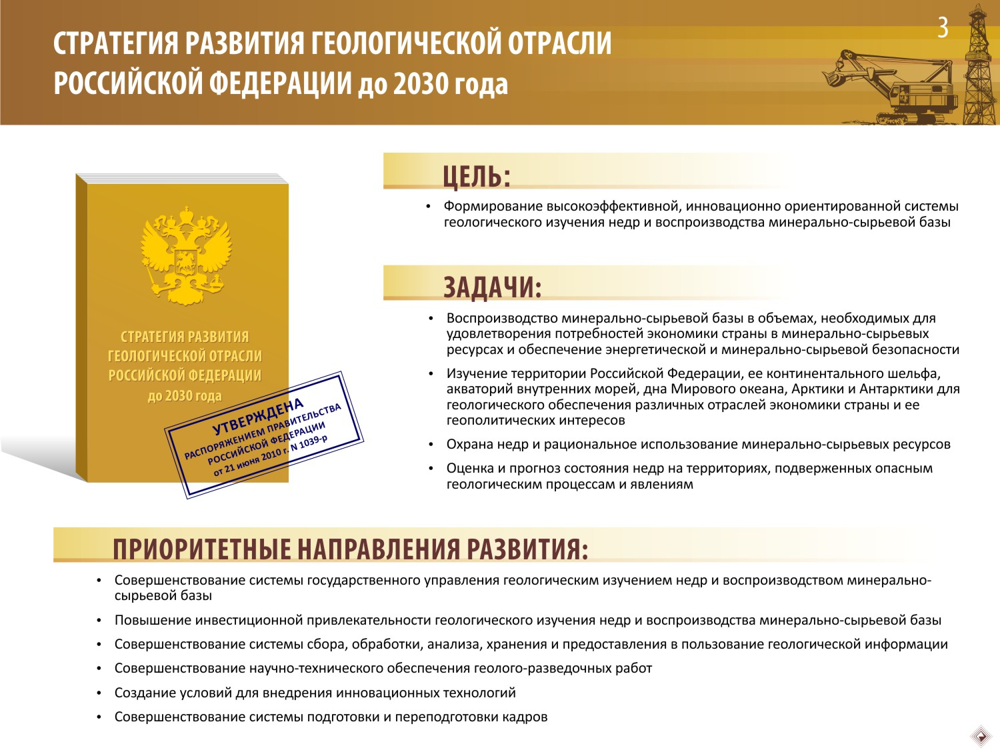 СТРАТЕГИЯ РАЗВИТИЯ ГЕОЛОГИЧЕСКОЙ ОТРАСЛИ
РОССИЙСКОЙ ФЕДЕРАЦИИ до 2030 года
3
СТРАТЕГИЯ РАЗВИТИЯ
ГЕОЛОГИЧЕСКОЙ ОТРАСЛИ
РОССИЙСКОЙ ФЕДЕРАЦИИ
до 2030 года
УТВЕРЖДЕНА
РАСПОРЯЖЕНИЕМ ПРАВИТЕЛЬСТВА
РОССИЙСКОЙ ФЕДЕРАЦИИ
от 21 июня 2010 г. N 1039-р
ЦЕЛЬ:
• Формирование высокоэффективной, инновационно ориентированной системы
геологического изучения недр и воспроизводства минерально-сырьевой базы
ЗАДАЧИ:
• Воспроизводство минерально-сырьевой базы в объемах, необходимых для
удовлетворения потребностей экономики страны в минерально-сырьевых
ресурсах и обеспечение энергетической и минерально-сырьевой безопасности
• Изучение территории Российской Федерации, ее континентального шельфа,
акваторий внутренних морей, дна Мирового океана, Арктики и Антарктики для
геологического обеспечения различных отраслей экономики страны и ее
геополитических интересов
• Охрана недр и рациональное использование минерально-сырьевых ресурсов
• Оценка и прогноз состояния недр на территориях, подверженных опасным
геологическим процессам и явлениям
ПРИОРИТЕТНЫЕ НАПРАВЛЕНИЯ РАЗВИТИЯ:
• Совершенствование системы государственного управления геологическим изучением недр и воспроизводством минерально-
сырьевой базы
• Повышение инвестиционной привлекательности геологического изучения недр и воспроизводства минерально-сырьевой базы
• Совершенствование системы сбора, обработки, анализа, хранения и предоставления в пользование геологической информации
• Совершенствование научно-технического обеспечения геолого-разведочных работ
• Создание условий для внедрения инновационных технологий
• Совершенствование системы подготовки и переподготовки кадров